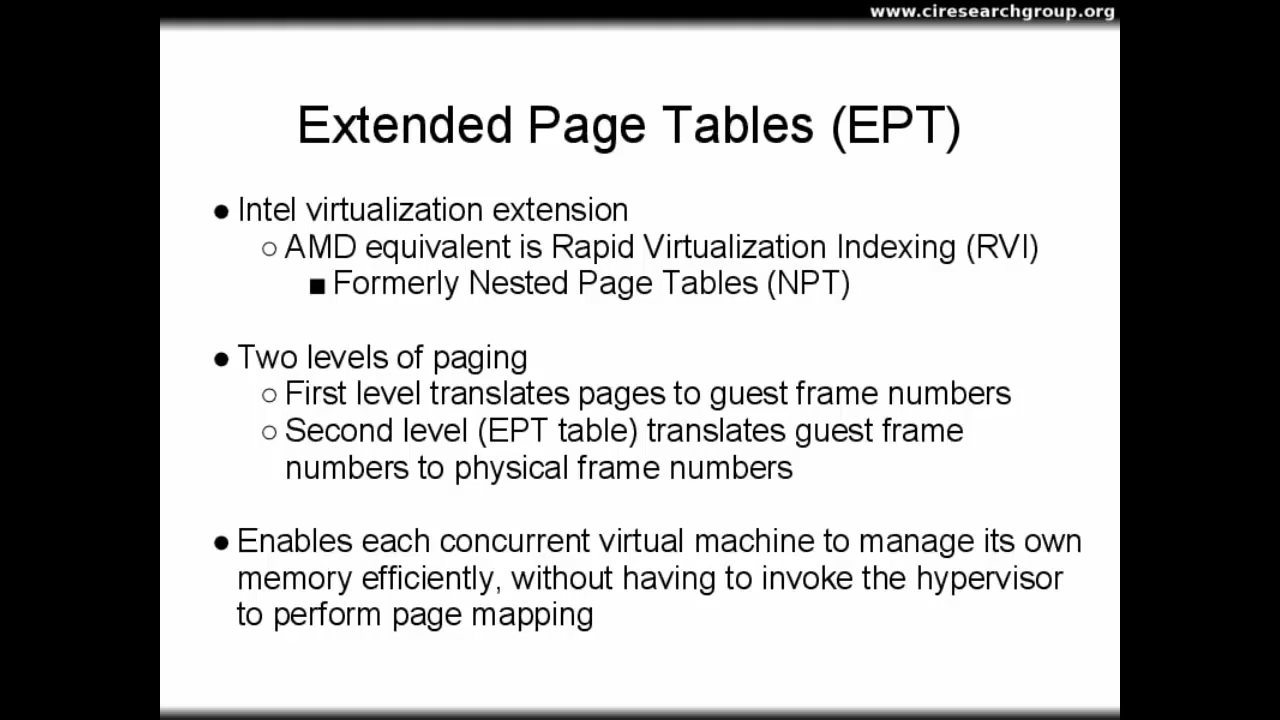 www.ciresearchgroup.org
Extended Page Tables (EPT)
● Intel virtualization extension
○ AMD equivalent is Rapid Virtualization Indexing (RVI)
■ Formerly Nested Page Tables (NPT)
● Two levels of paging
○ First level translates pages to guest frame numbers
○ Second level (EPT table) translates guest frame
numbers to physical frame numbers
● Enables each concurrent virtual machine to manage its own
memory efficiently, without having to invoke the hypervisor
to perform page mapping